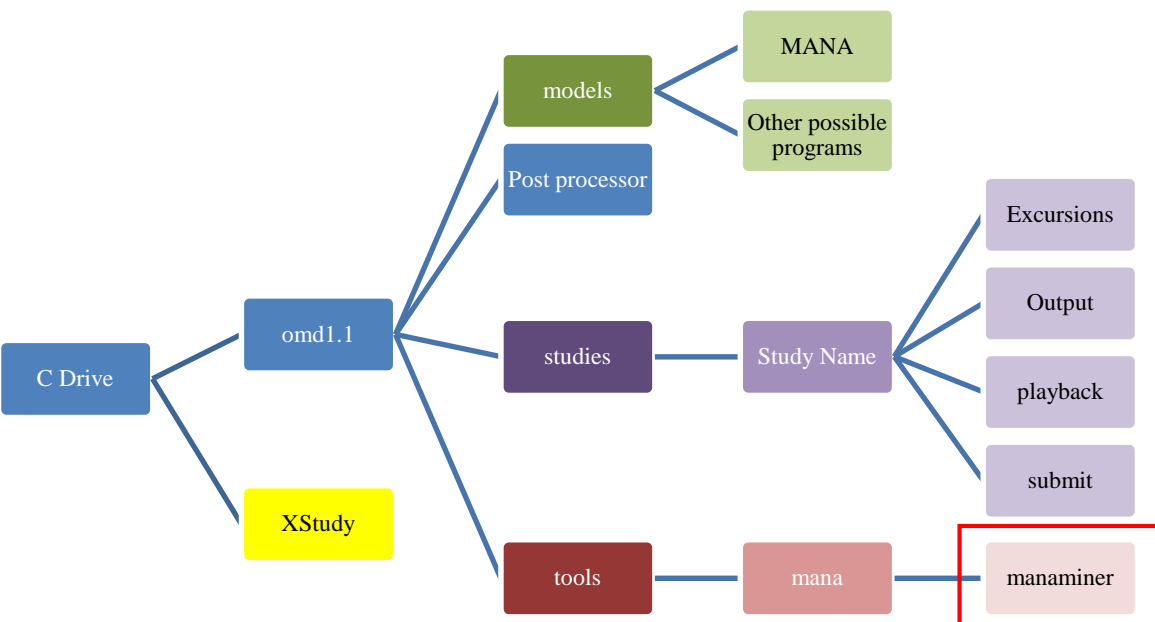 C Drive
omd1.1
XStudy
models
Post processor
studies
tools
MANA
Other possible
programs
Study Name
mana
Excursions
Output
playback
submit
manaminer